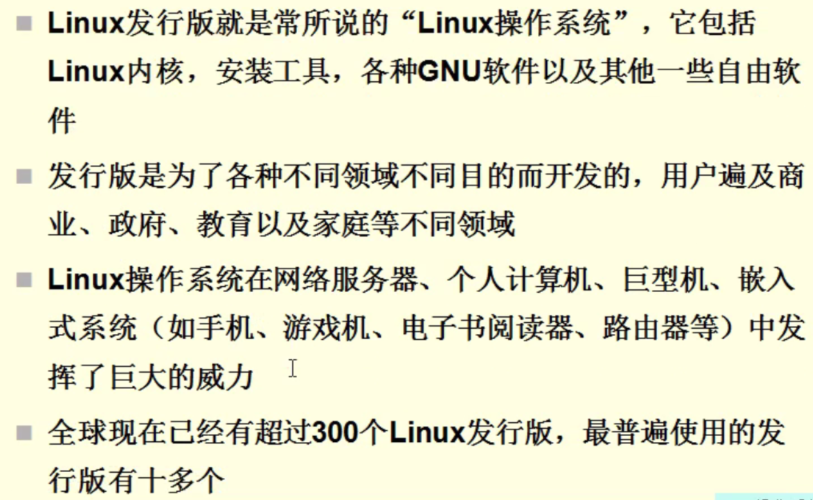 Linux发行版就是常所说的“Linux操作系统”，它包括
Linux内核，安装工具，各种GNU软件以及其他一些自由软
件
发行版是为了各种不同领域不同目的而开发的，用户遍及商
业、政府、教育以及家庭等不同领域
Linux操作系统在网络服务器、个人计算机、巨型机、嵌入
式系统（如手机、游戏机、电子书阅读器、路由器等）中发
挥了巨大的威力
全球现在已经有超过300个Linux发行版，最普遍使用的发
行版有十多个